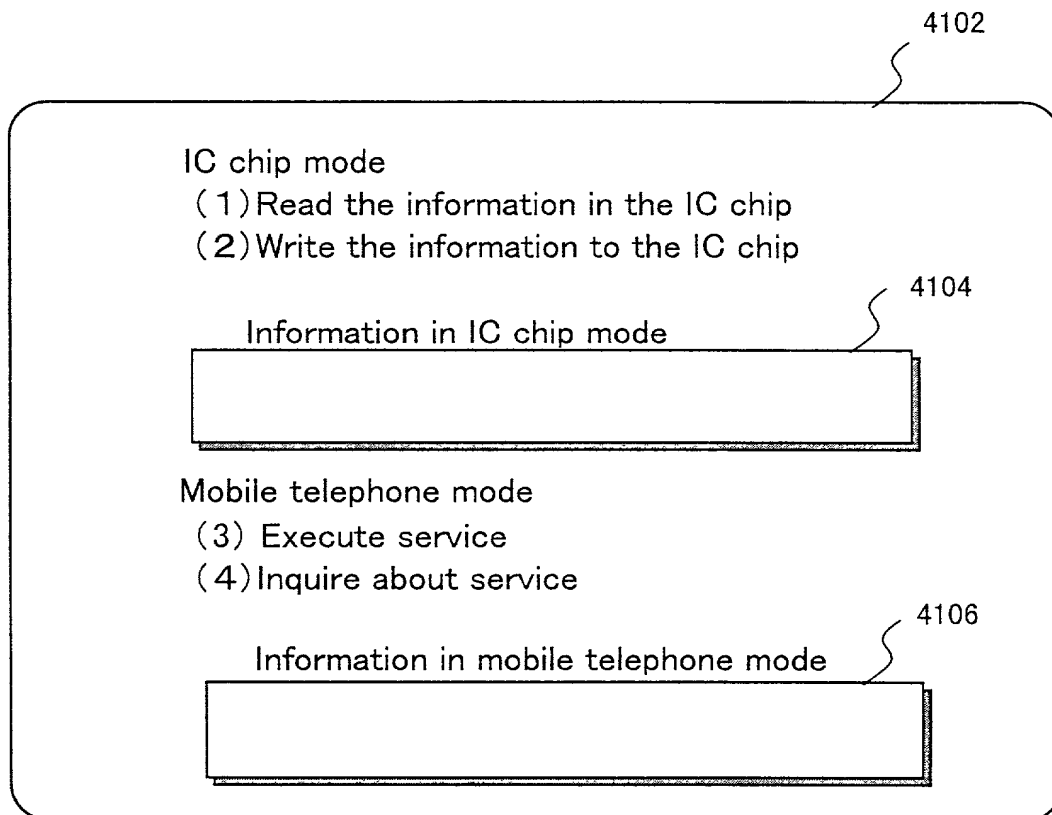 4102
IC chip mode
(1)Read the information in the IC chip
(2)Write the information to the IC chip
4104
Information in IC chip mode
Mobile telephone mode
(3) Execute service
(4)Inquire about service
4106
Information in mobile telephone mode